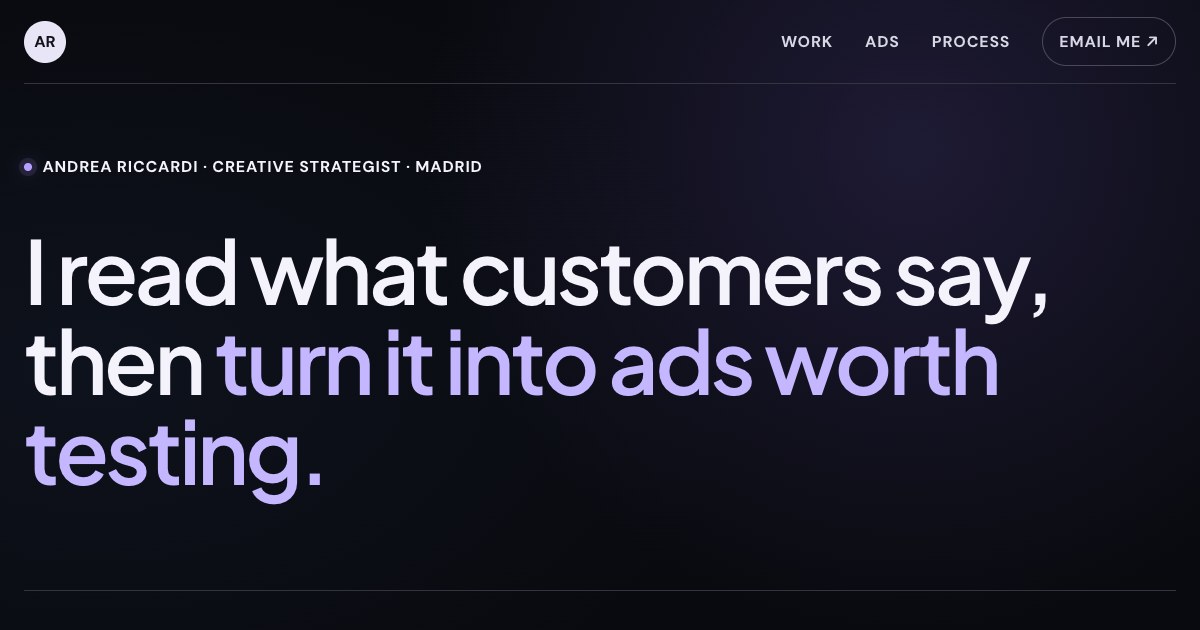 AR
WORK ADS PROCESS EMAIL ME ↗
ANDREA RICCARDI · CREATIVE STRATEGIST · MADRID
I read what customers say,
then turn it into ads worth
testing.